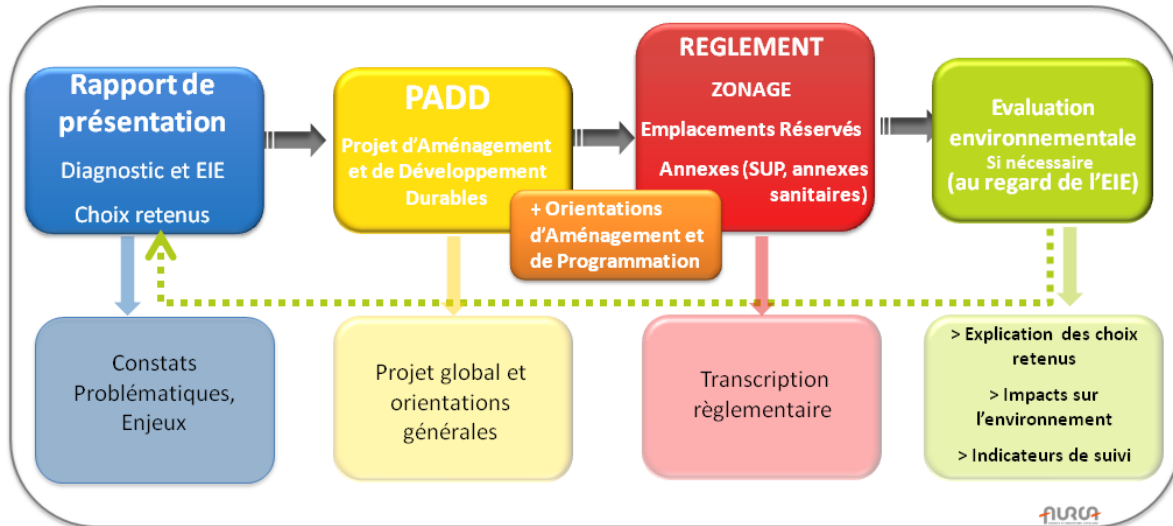 Rapport de
présentation
Diagnostic et EIE
Choix retenus
PADD
Projet d'Aménagement
et de Développement
Durables
+ Orientations
d'Aménagement et
de Programmation
REGLEMENT
ZONAGE
Emplacements Réservés
Annexes (SUP, annexes
sanitaires)
Evaluation
environnementale
Si nécessaire
(au regard de l'EIE)
Constats
Problématiques,
Enjeux
Projet global et
orientations
générales
Transcription
règlementaire
> Explication des choix
retenus
> Impacts sur
l'environnement
> Indicateurs de suivi
AURCA